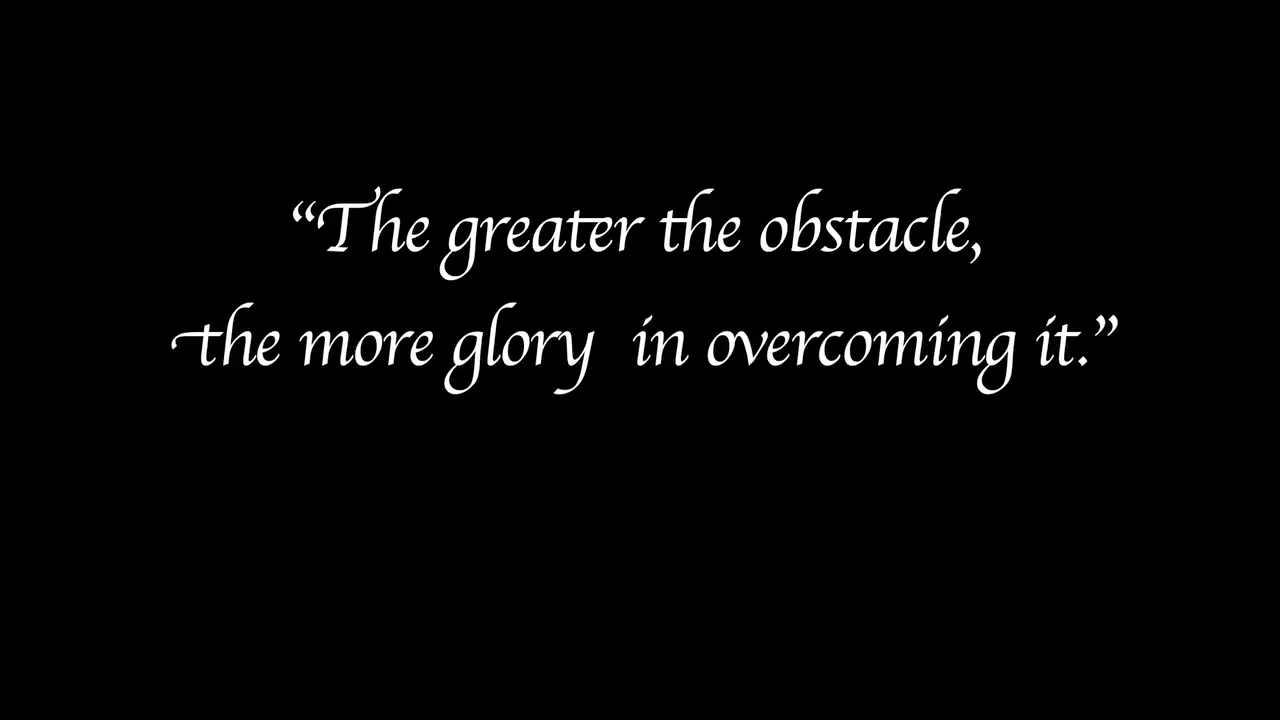 “The greater the obstacle,
the more glory in overcoming it.”